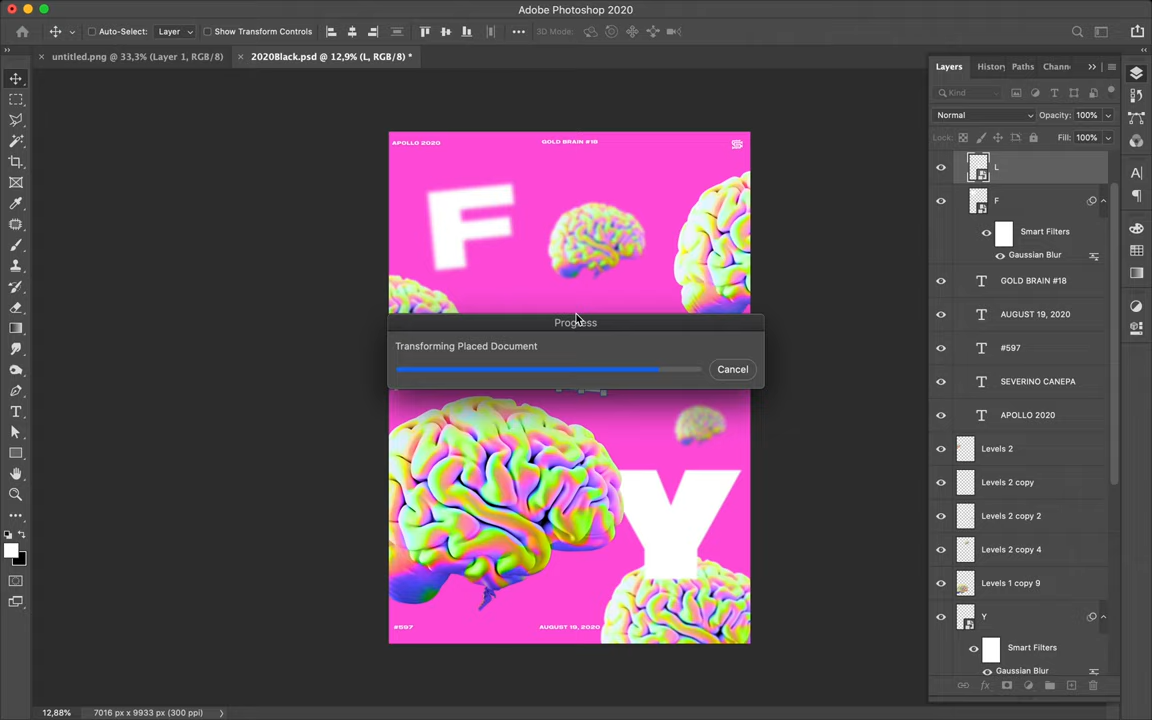 Adobe Photoshop 2020
Auto-Select: Layer Show Transform Controls 3D Mode:
untitled.png @ 33,3% (Layer 1, RGB/8)
2020Black.psd @ 12,9% (L, RGB/8) *
Layers History Paths Chann
Kind
Normal Opacity: 100%
Lock: Fill: 100%
L
F
Smart Filters
Gaussian Blur
GOLD BRAIN #18
AUGUST 19, 2020
#597
SEVERINO CANEPA
APOLLO 2020
Levels 2
Levels 2 copy
Levels 2 copy 2
Levels 2 copy 4
Levels 1 copy 9
Y
Smart Filters
Gaussian Blur
APOLLO 2020 GOLD BRAIN #18
F
Progress
Transforming Placed Document
Cancel
Y
#597 AUGUST 19, 2020
12,88% 7016 px x 9933 px (300 ppi)